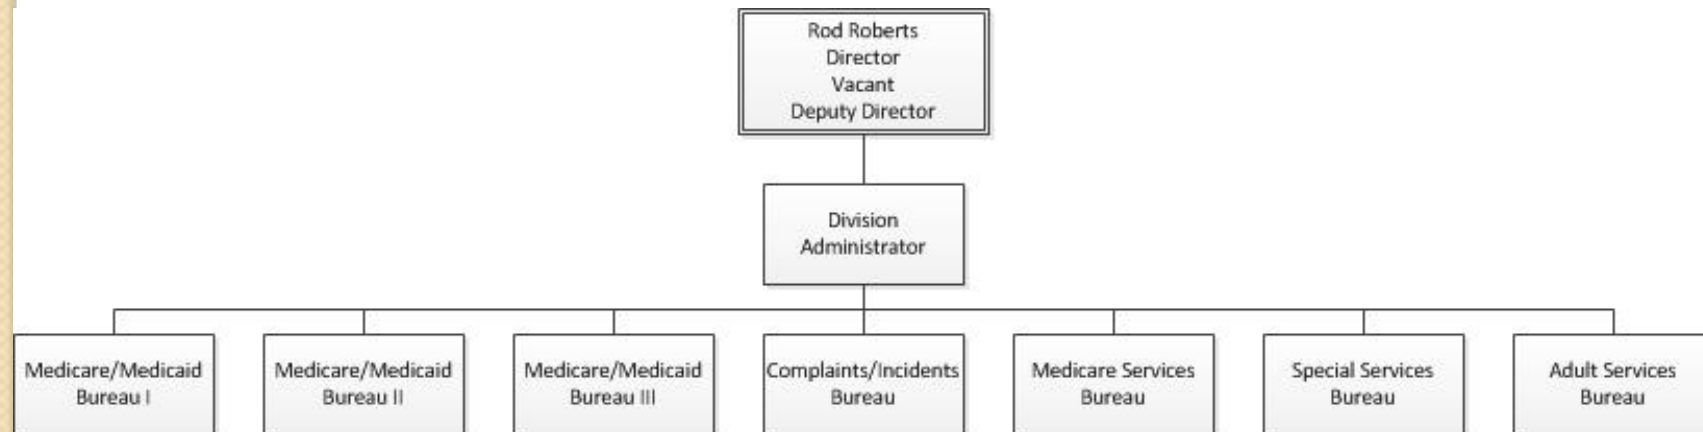 Rod Roberts
Director
Vacant
Deputy Director
Division
Administrator
Medicare/Medicaid
Bureau I
Medicare/Medicaid
Bureau II
Medicare/Medicaid
Bureau III
Complaints/Incidents
Bureau
Medicare Services
Bureau
Special Services
Bureau
Adult Services
Bureau